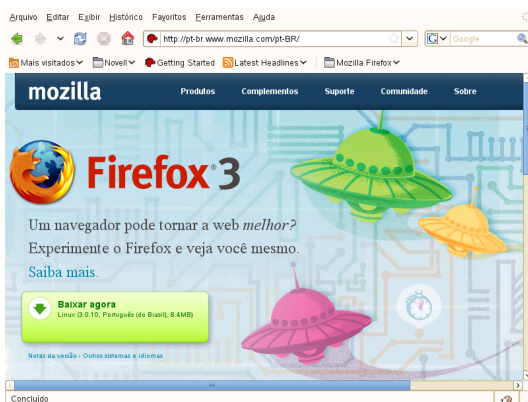 Arquivo Editar Exibir Histórico Favoritos Ferramentas Ajuda
http://pt-br.www.mozilla.com/pt-BR/
G Google
Mais visitados Novell Getting Started Latest Headlines Mozilla Firefox
mozilla Produtos Complementos Suporte Comunidade Sobre
Firefox® 3
Um navegador pode tornar a web melhor?
Experimente o Firefox e veja você mesmo.
Saiba mais.
Baixar agora
Linux (3.0.10, Português (do Brasil), 8.4MB)
Notas da versão - Outros sistemas e idiomas
Concluído